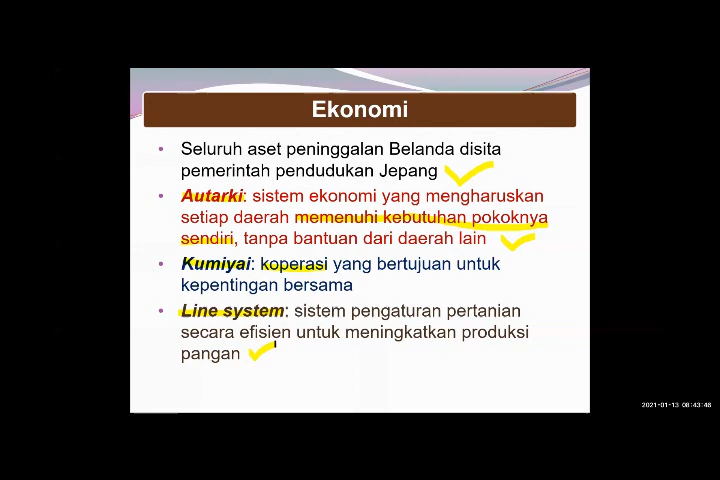 Ekonomi
• Seluruh aset peninggalan Belanda disita
pemerintah pendudukan Jepang
• Autarki: sistem ekonomi yang mengharuskan
setiap daerah memenuhi kebutuhan pokoknya
sendiri, tanpa bantuan dari daerah lain
• Kumiyai: koperasi yang bertujuan untuk
kepentingan bersama
• Line system: sistem pengaturan pertanian
secara efisien untuk meningkatkan produksi
pangan
2021-01-13 08:43:46